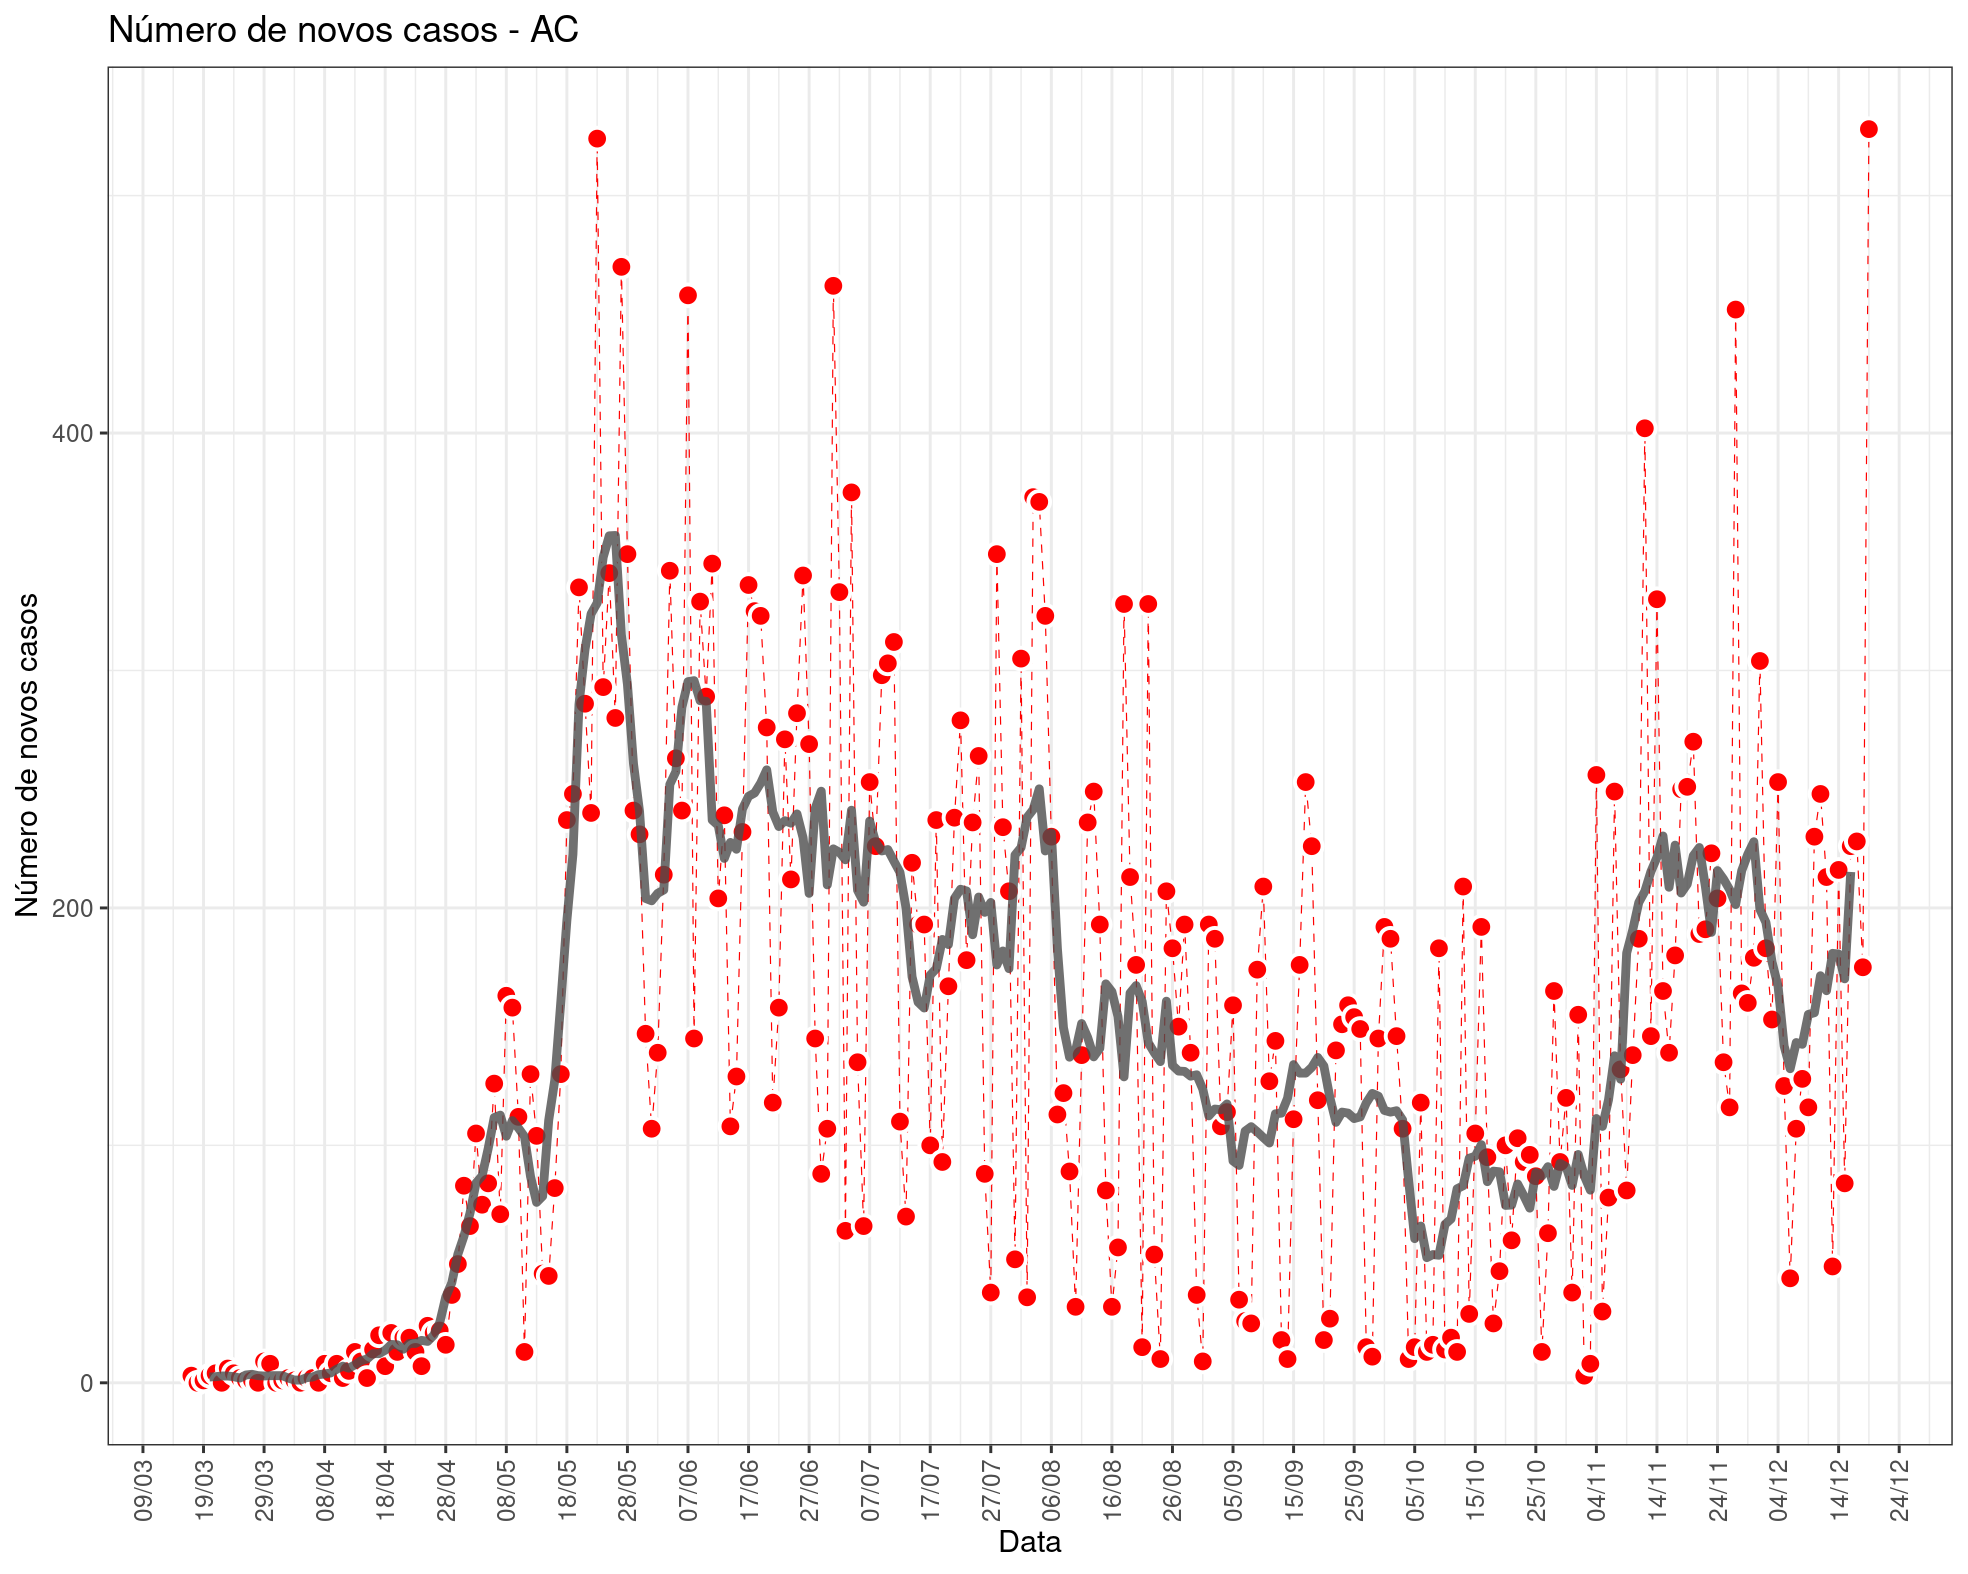 Número de novos casos - AC
Número de novos casos
400
200
0
09/03 19/03 29/03 08/04 18/04 28/04 08/05 18/05 28/05 07/06 17/06 27/06 07/07 17/07 27/07 06/08 16/08 26/08 05/09 15/09 25/09 05/10 15/10 25/10 04/11 14/11 24/11 04/12 14/12 24/12
Data